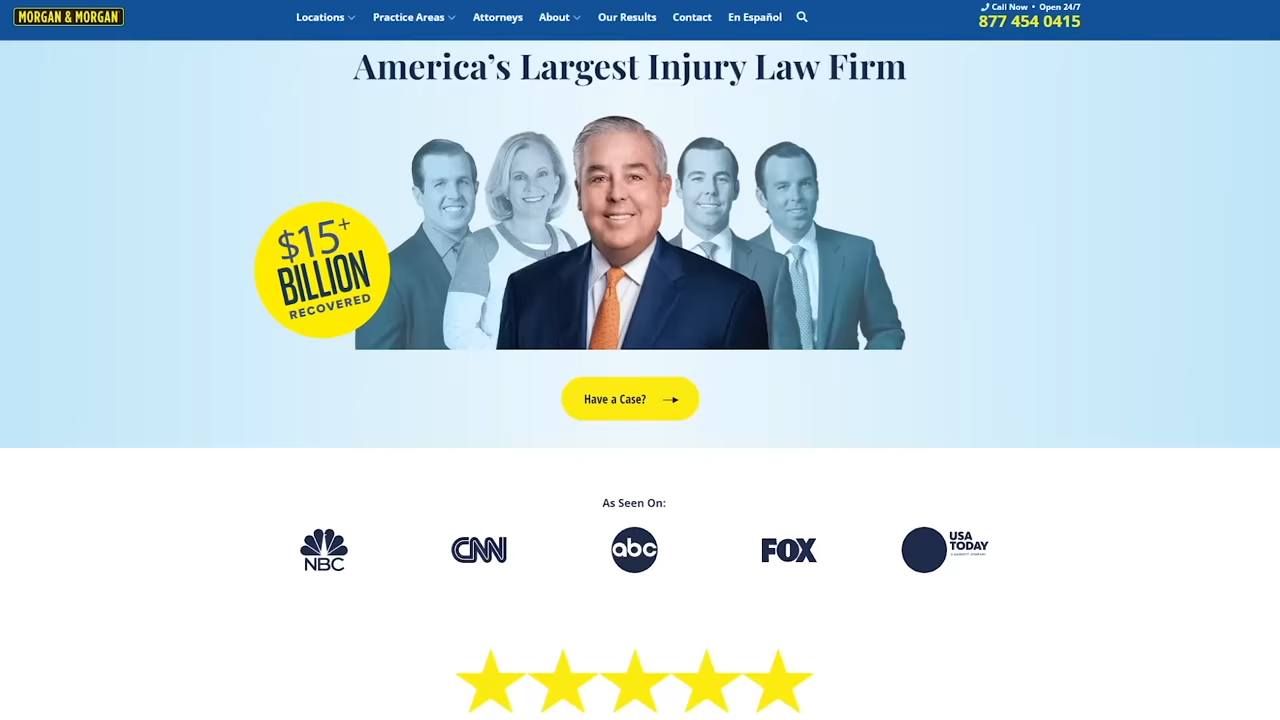 MORGAN & MORGAN
Locations
Practice Areas
Attorneys
About
Our Results
Contact
En Español
Call Now • Open 24/7
877 454 0415
America's Largest Injury Law Firm
$15+
BILLION
RECOVERED
Have a Case?
As Seen On:
NBC
CNN
abc
FOX
USA
TODAY